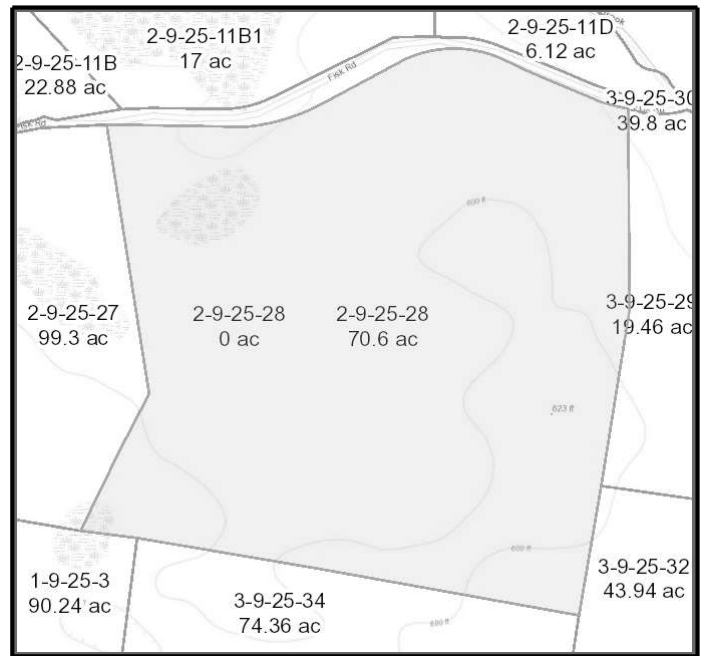 2-9-25-11B1
17 ac
2-9-25-11D
6.12 ac
2-9-25-11B
22.88 ac
Fisk Rd
3-9-25-30
39.8 ac
600 ft
2-9-25-27
99.3 ac
2-9-25-28
0 ac
2-9-25-28
70.6 ac
3-9-25-29
19.46 ac
623 ft
600 ft
1-9-25-3
90.24 ac
3-9-25-34
74.36 ac
3-9-25-32
43.94 ac